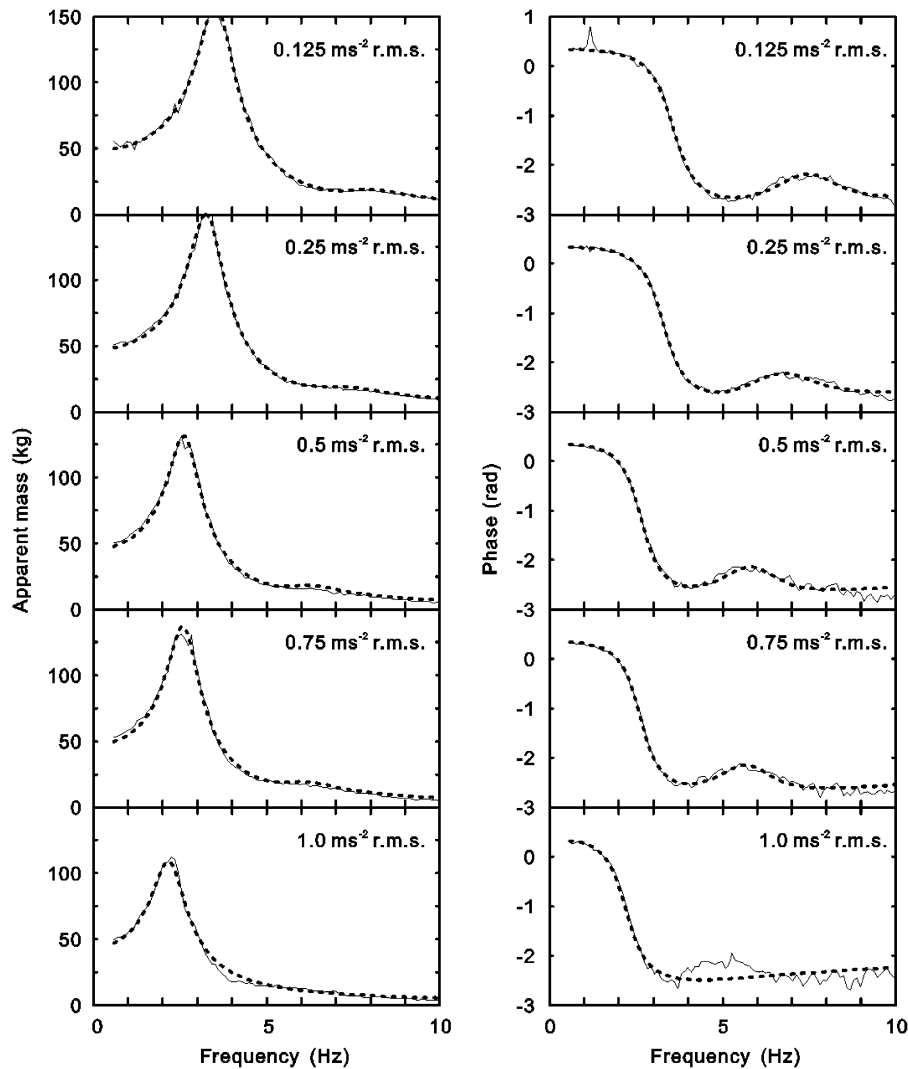 Apparent mass (kg)
150
100
50
0
0.125 ms⁻² r.m.s.
100
50
0
0.25 ms⁻² r.m.s.
100
50
0
0.5 ms⁻² r.m.s.
100
50
0
0.75 ms⁻² r.m.s.
100
50
0
1.0 ms⁻² r.m.s.
0 5 10
Frequency (Hz)
Phase (rad)
1
0
-1
-2
-3
0.125 ms⁻² r.m.s.
0
-1
-2
-3
0.25 ms⁻² r.m.s.
0
-1
-2
-3
0.5 ms⁻² r.m.s.
0
-1
-2
-3
0.75 ms⁻² r.m.s.
0
-1
-2
-3
1.0 ms⁻² r.m.s.
0 5 10
Frequency (Hz)